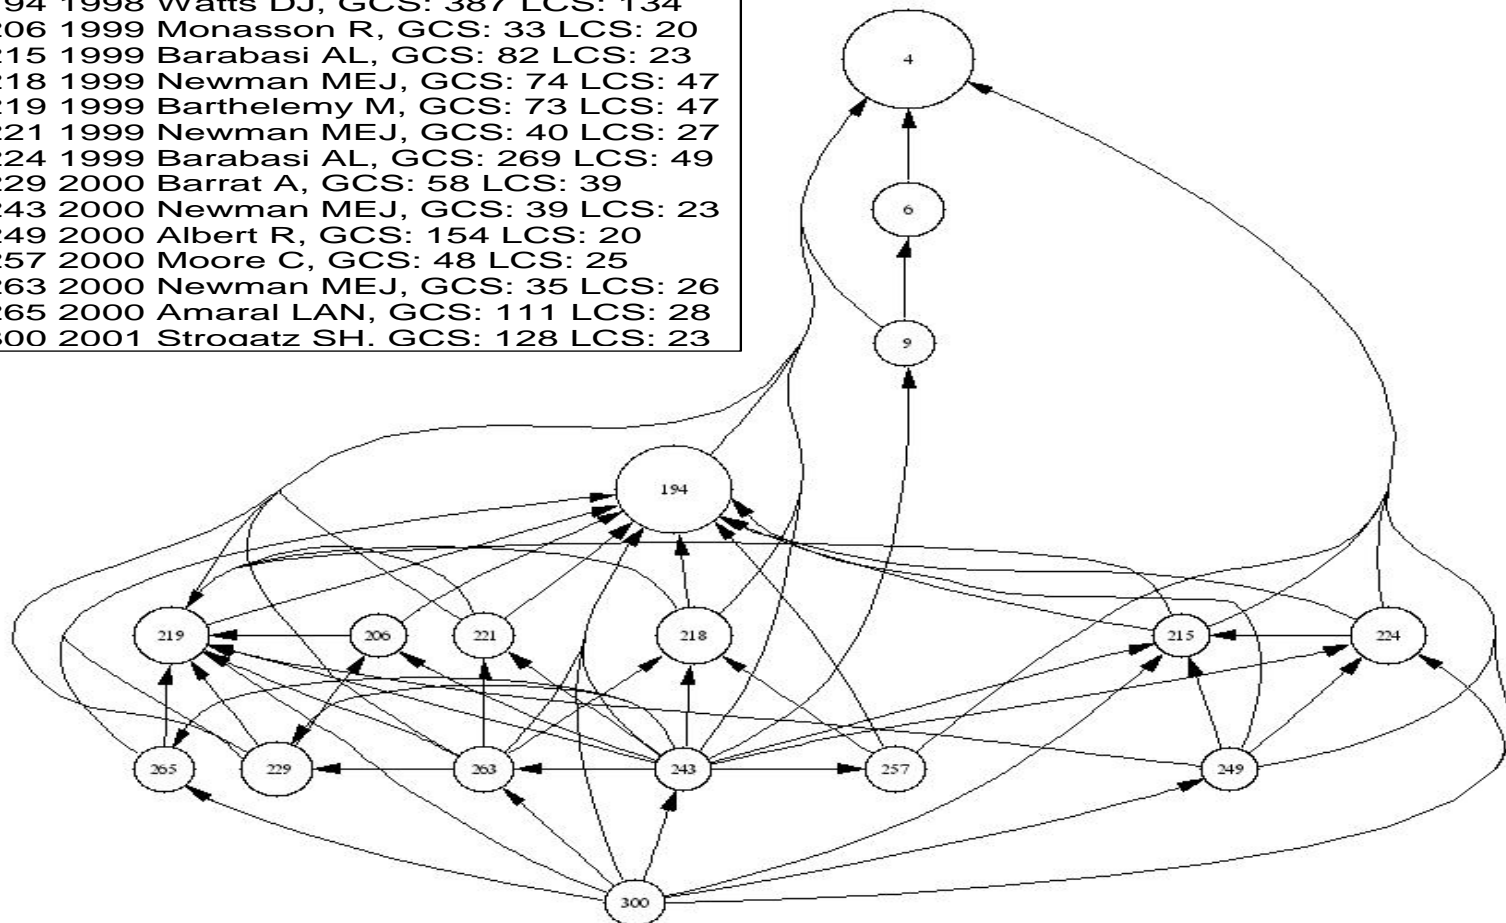 194 1998 Watts DJ, GCS: 387 LCS: 134
206 1999 Monasson R, GCS: 33 LCS: 20
215 1999 Barabasi AL, GCS: 82 LCS: 23
218 1999 Newman MEJ, GCS: 74 LCS: 47
219 1999 Barthelemy M, GCS: 73 LCS: 47
221 1999 Newman MEJ, GCS: 40 LCS: 27
224 1999 Barabasi AL, GCS: 269 LCS: 49
229 2000 Barrat A, GCS: 58 LCS: 39
243 2000 Newman MEJ, GCS: 39 LCS: 23
249 2000 Albert R, GCS: 154 LCS: 20
257 2000 Moore C, GCS: 48 LCS: 25
263 2000 Newman MEJ, GCS: 35 LCS: 26
265 2000 Amaral LAN, GCS: 111 LCS: 28
300 2001 Strogatz SH. GCS: 128 LCS: 23
4
6
9
194
219
206
221
218
215
224
265
229
263
243
257
249
300